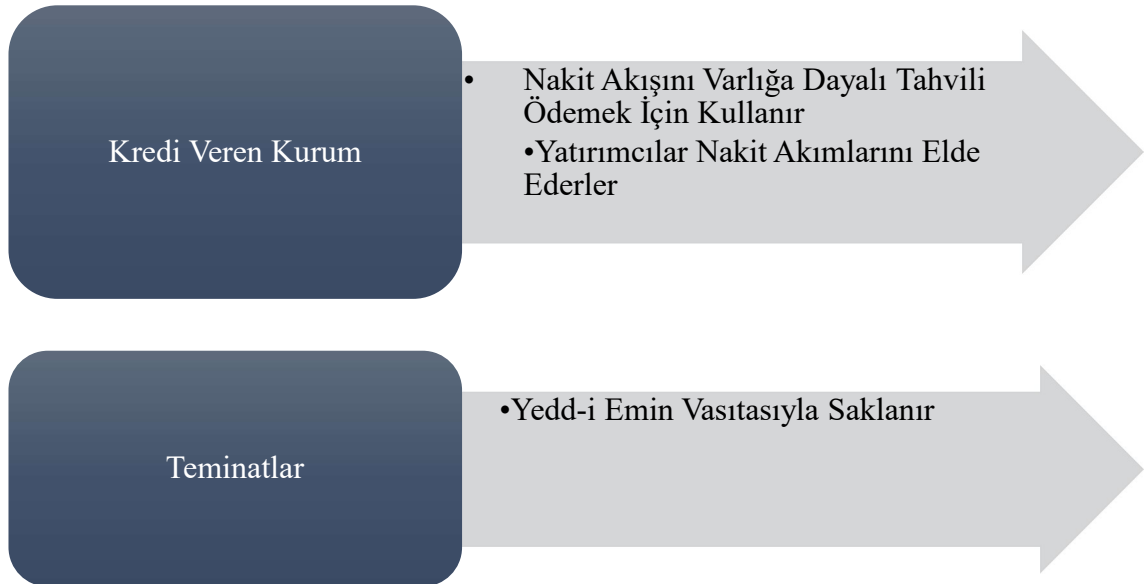 Kredi Veren Kurum
• Nakit Akışını Varlığa Dayalı Tahvili
Ödemek İçin Kullanır
•Yatırımcılar Nakit Akımlarını Elde
Ederler
Teminatlar
•Yedd-i Emin Vasıtasıyla Saklanır